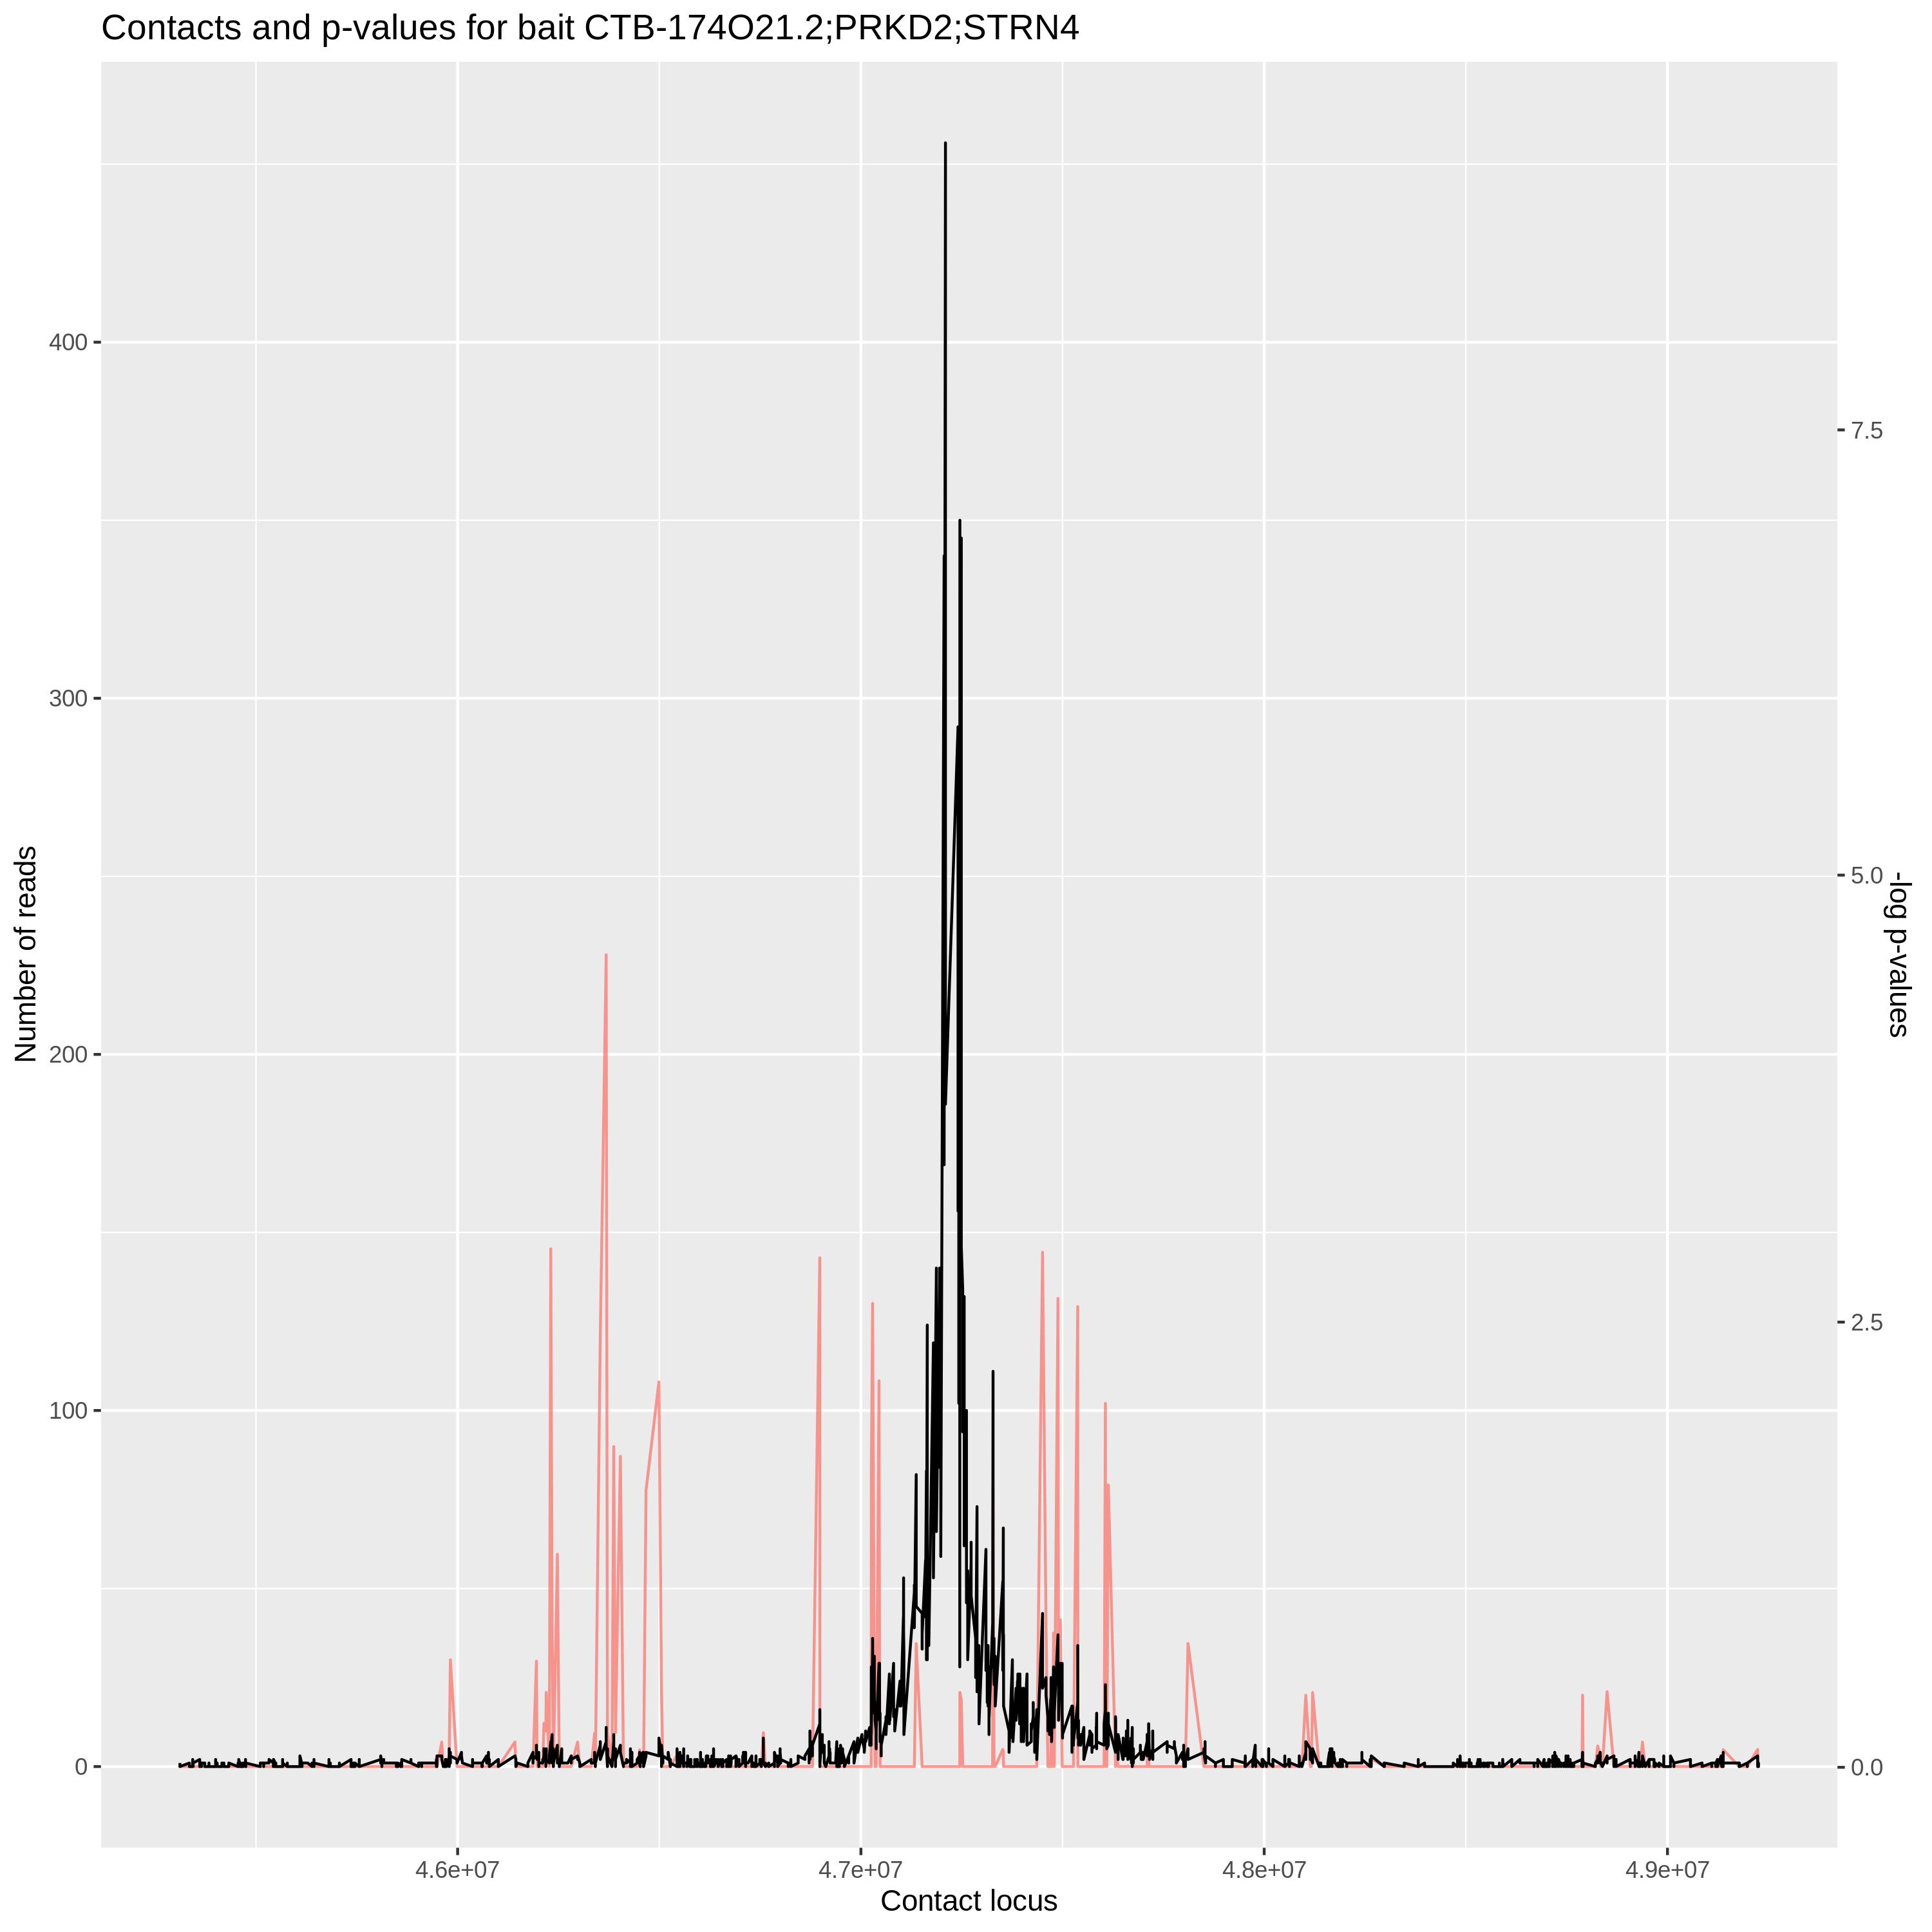 Contacts and p-values for bait CTB-174O21.2;PRKD2;STRN4
400
300
200
100
0
Number of reads
7.5
5.0
2.5
0.0
-log p-values
4.6e+07
4.7e+07
4.8e+07
4.9e+07
Contact locus